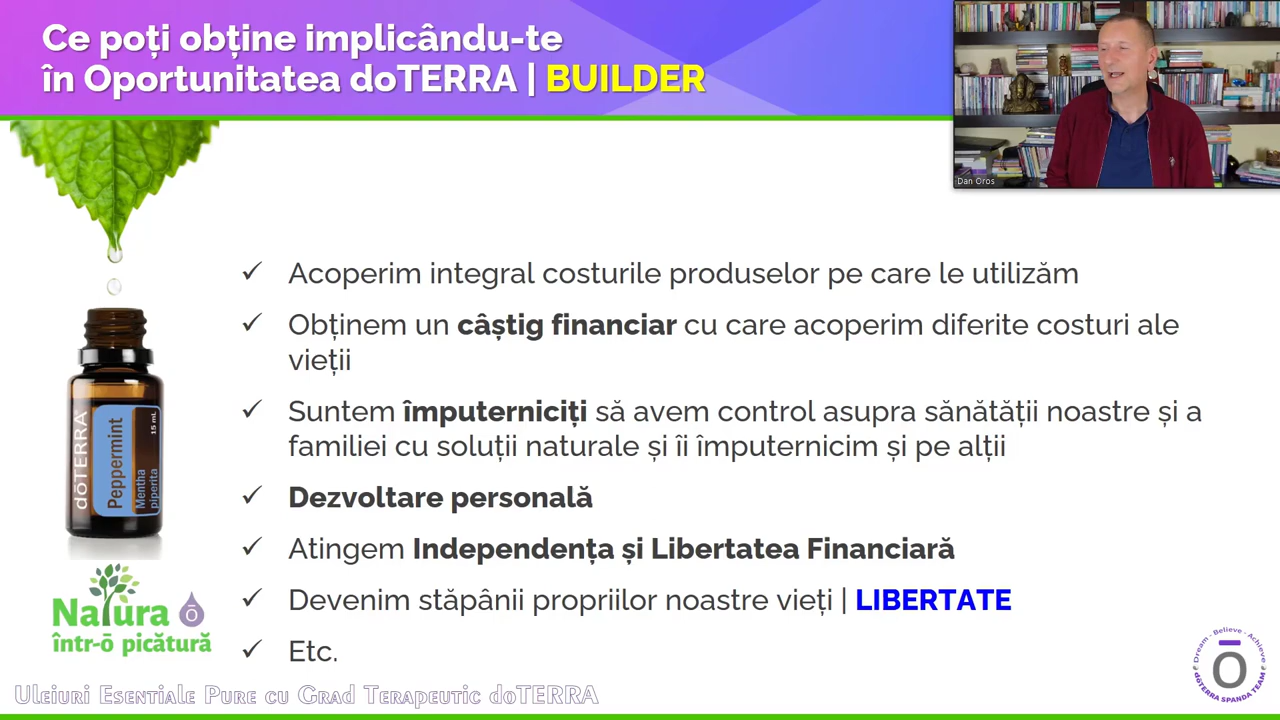 Ce poți obține implicându-te
în Oportunitatea doTERRA | BUILDER
Dan Oros
Acoperim integral costurile produselor pe care le utilizăm
Obținem un câștig financiar cu care acoperim diferite costuri ale
vieții
Suntem împuterniciți să avem control asupra sănătății noastre și a
familiei cu soluții naturale și îi împuternicim și pe alții
Dezvoltare personală
Atingem Independența și Libertatea Financiară
Devenim stăpânii propriilor noastre vieți | LIBERTATE
Etc.
dōTERRA
Peppermint
Mentha
piperita
15 mL
Natura ō
într-ō picătură
Uleiuri Esentiale Pure cu Grad Terapeutic doTERRA
Dream - Believe - Achieve
Ō
dōTERRA SPANDA TEAM